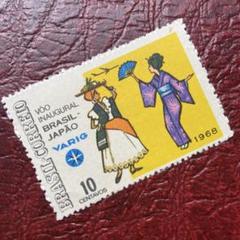 VÔO
INAUGURAL
BRASIL-
JAPÃO
VARIG
10
CENTAVOS
BRASIL CORREIO
1968